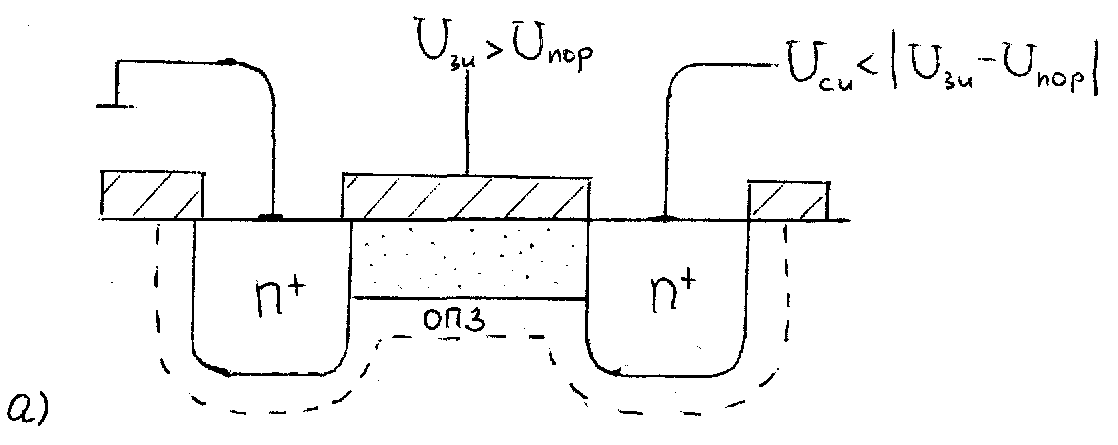 Uзи > Uпор
Uси < |Uзи - Uпор|
n+
n+
ОПЗ
а)